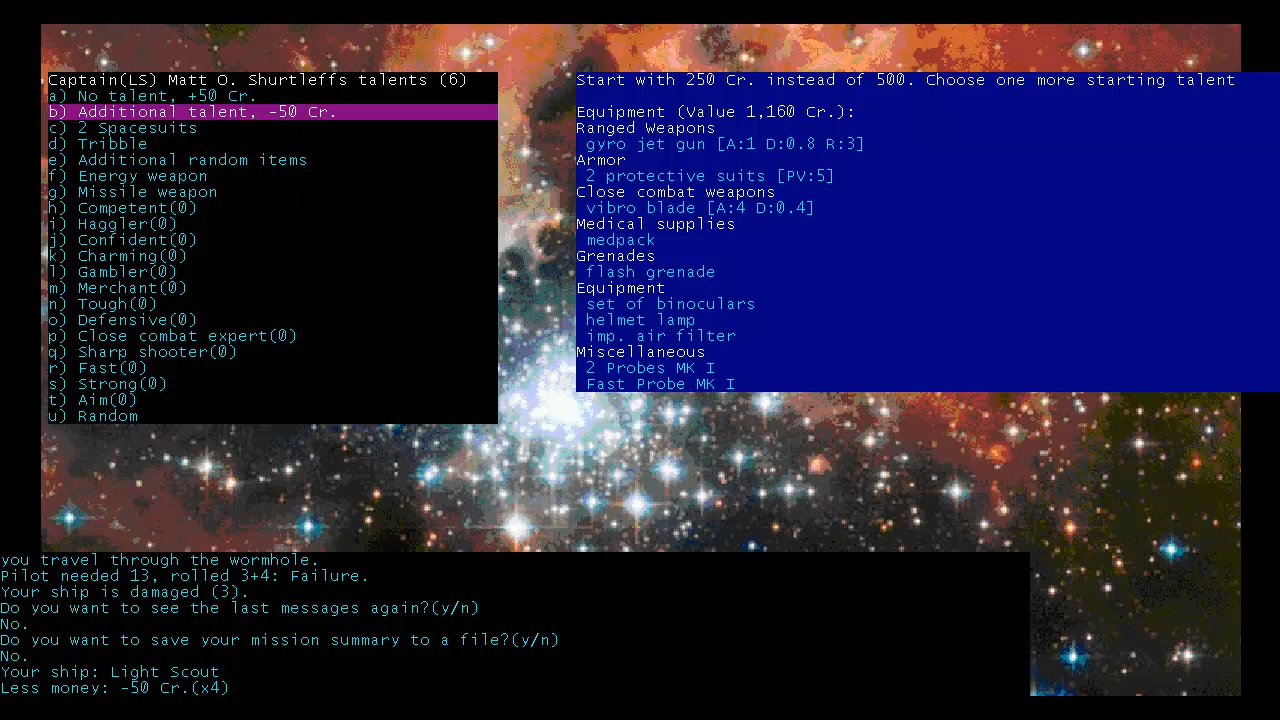 Captain(LS) Matt O. Shurtleffs talents (6)
a) No talent, +50 Cr.
b) Additional talent, -50 Cr.
c) 2 Spacesuits
d) Tribble
e) Additional random items
f) Energy weapon
g) Missile weapon
h) Competent(0)
i) Haggler(0)
j) Confident(0)
k) Charming(0)
l) Gambler(0)
m) Merchant(0)
n) Tough(0)
o) Defensive(0)
p) Close combat expert(0)
q) Sharp shooter(0)
r) Fast(0)
s) Strong(0)
t) Aim(0)
u) Random
Start with 250 Cr. instead of 500. Choose one more starting talent
Equipment (Value 1,160 Cr.):
Ranged Weapons
gyro jet gun [A:1 D:0.8 R:3]
Armor
2 protective suits [PV:5]
Close combat weapons
vibro blade [A:4 D:0.4]
Medical supplies
medpack
Grenades
flash grenade
Equipment
set of binoculars
helmet lamp
imp. air filter
Miscellaneous
2 Probes MK I
Fast Probe MK I
you travel through the wormhole.
Pilot needed 13, rolled 3+4: Failure.
Your ship is damaged (3).
Do you want to see the last messages again?(y/n)
No.
Do you want to save your mission summary to a file?(y/n)
No.
Your ship: Light Scout
Less money: -50 Cr.(x4)